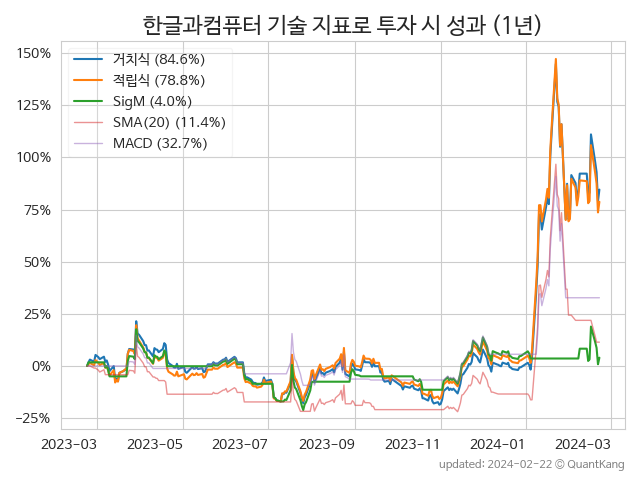 한글과컴퓨터 기술 지표로 투자 시 성과 (1년)
150%
125%
100%
75%
50%
25%
0%
−25%
거치식 (84.6%)
적립식 (78.8%)
SigM (4.0%)
SMA(20) (11.4%)
MACD (32.7%)
2023−03
2023−05
2023−07
2023−09
2023−11
2024−01
2024−03
updated: 2024−02−22 © QuantKang